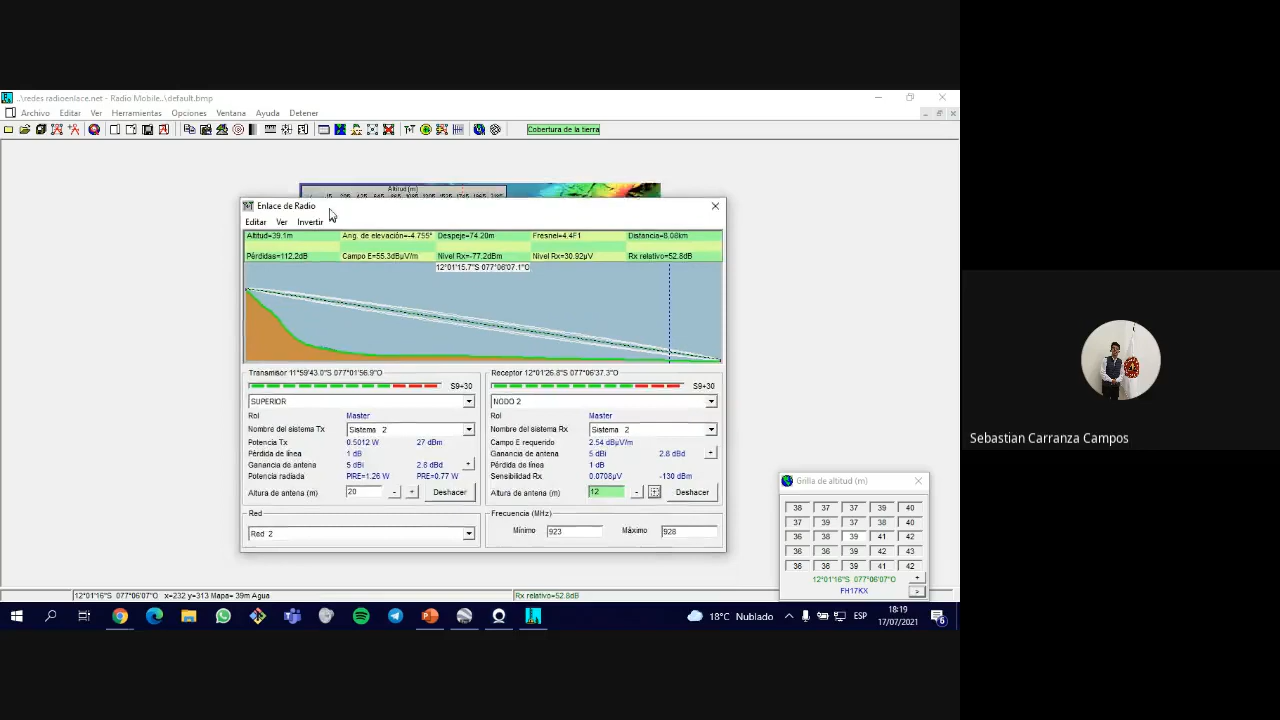 ..\redes radioenlace.net - Radio Mobile..\default.bmp
Archivo Editar Ver Herramientas Opciones Ventana Ayuda Detener
Cobertura de la tierra
Altitud (m)
Enlace de Radio
Editar Ver Invertir
Altitud=39.1m Ang. de elevación=-4.755° Despeje=74.20m Fresnel=4.4F1 Distancia=8.08km
Pérdidas=112.2dB Campo E=55.3dBµV/m Nivel Rx=-77.2dBm Nivel Rx=30.92µV Rx relativo=52.8dB
12°01'15.7"S 077°06'07.1"O
Transmisor 11°59'43.0"S 077°01'56.9"O
S9+30
SUPERIOR
Rol Master
Nombre del sistema Tx Sistema 2
Potencia Tx 0.5012 W 27 dBm
Pérdida de línea 1 dB
Ganancia de antena 5 dBi 2.8 dBd +
Potencia radiada PIRE=1.26 W PRE=0.77 W
Altura de antena (m) 20 - + Deshacer
Red
Red 2
Receptor 12°01'26.8"S 077°06'37.3"O
S9+30
NODO 2
Rol Master
Nombre del sistema Rx Sistema 2
Campo E requerido 2.54 dBµV/m
Ganancia de antena 5 dBi 2.8 dBd +
Pérdida de línea 1 dB
Sensibilidad Rx 0.0708µV -130 dBm
Altura de antena (m) 12 - + Deshacer
Frecuencia (MHz)
Mínimo 923 Máximo 928
Grilla de altitud (m)
38 37 37 39 40
37 39 37 38 40
36 38 39 41 42
36 38 39 42 43
36 36 39 41 42
12°01'16"S 077°06'07"O +
FH17KX >
12°01'16"S 077°06'07"O x=232 y=313 Mapa= 39m Agua
Rx relativo=52.8dB
18°C Nublado
ESP
18:19
17/07/2021
6
Sebastian Carranza Campos